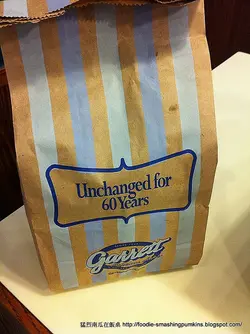 Unchanged for
60 Years
Garrett
猛烈南瓜在飯桌 http://foodie-smashingpumkins.blogspot.com/